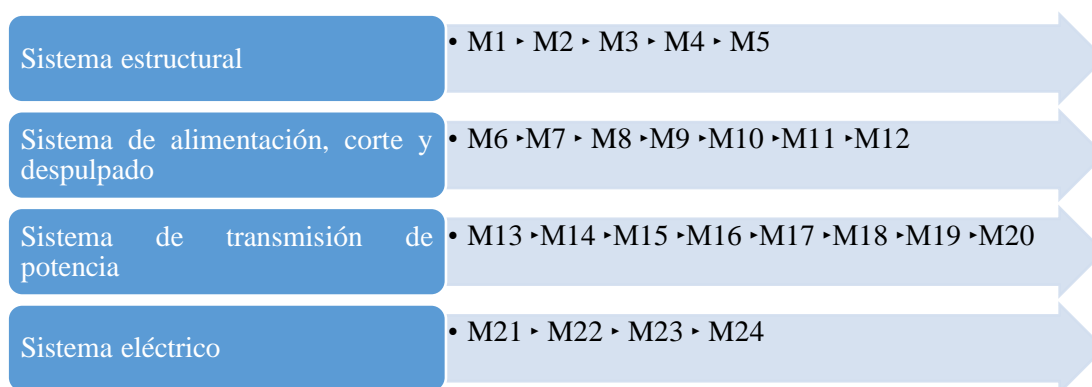 Sistema estructural
• M1 ‣ M2 ‣ M3 ‣ M4 ‣ M5
Sistema de alimentación, corte y
despulpado
• M6 ‣M7 ‣ M8 ‣M9 ‣M10 ‣M11 ‣M12
Sistema de transmisión de
potencia
• M13 ‣M14 ‣M15 ‣M16 ‣M17 ‣M18 ‣M19 ‣M20
Sistema eléctrico
• M21 ‣ M22 ‣ M23 ‣ M24